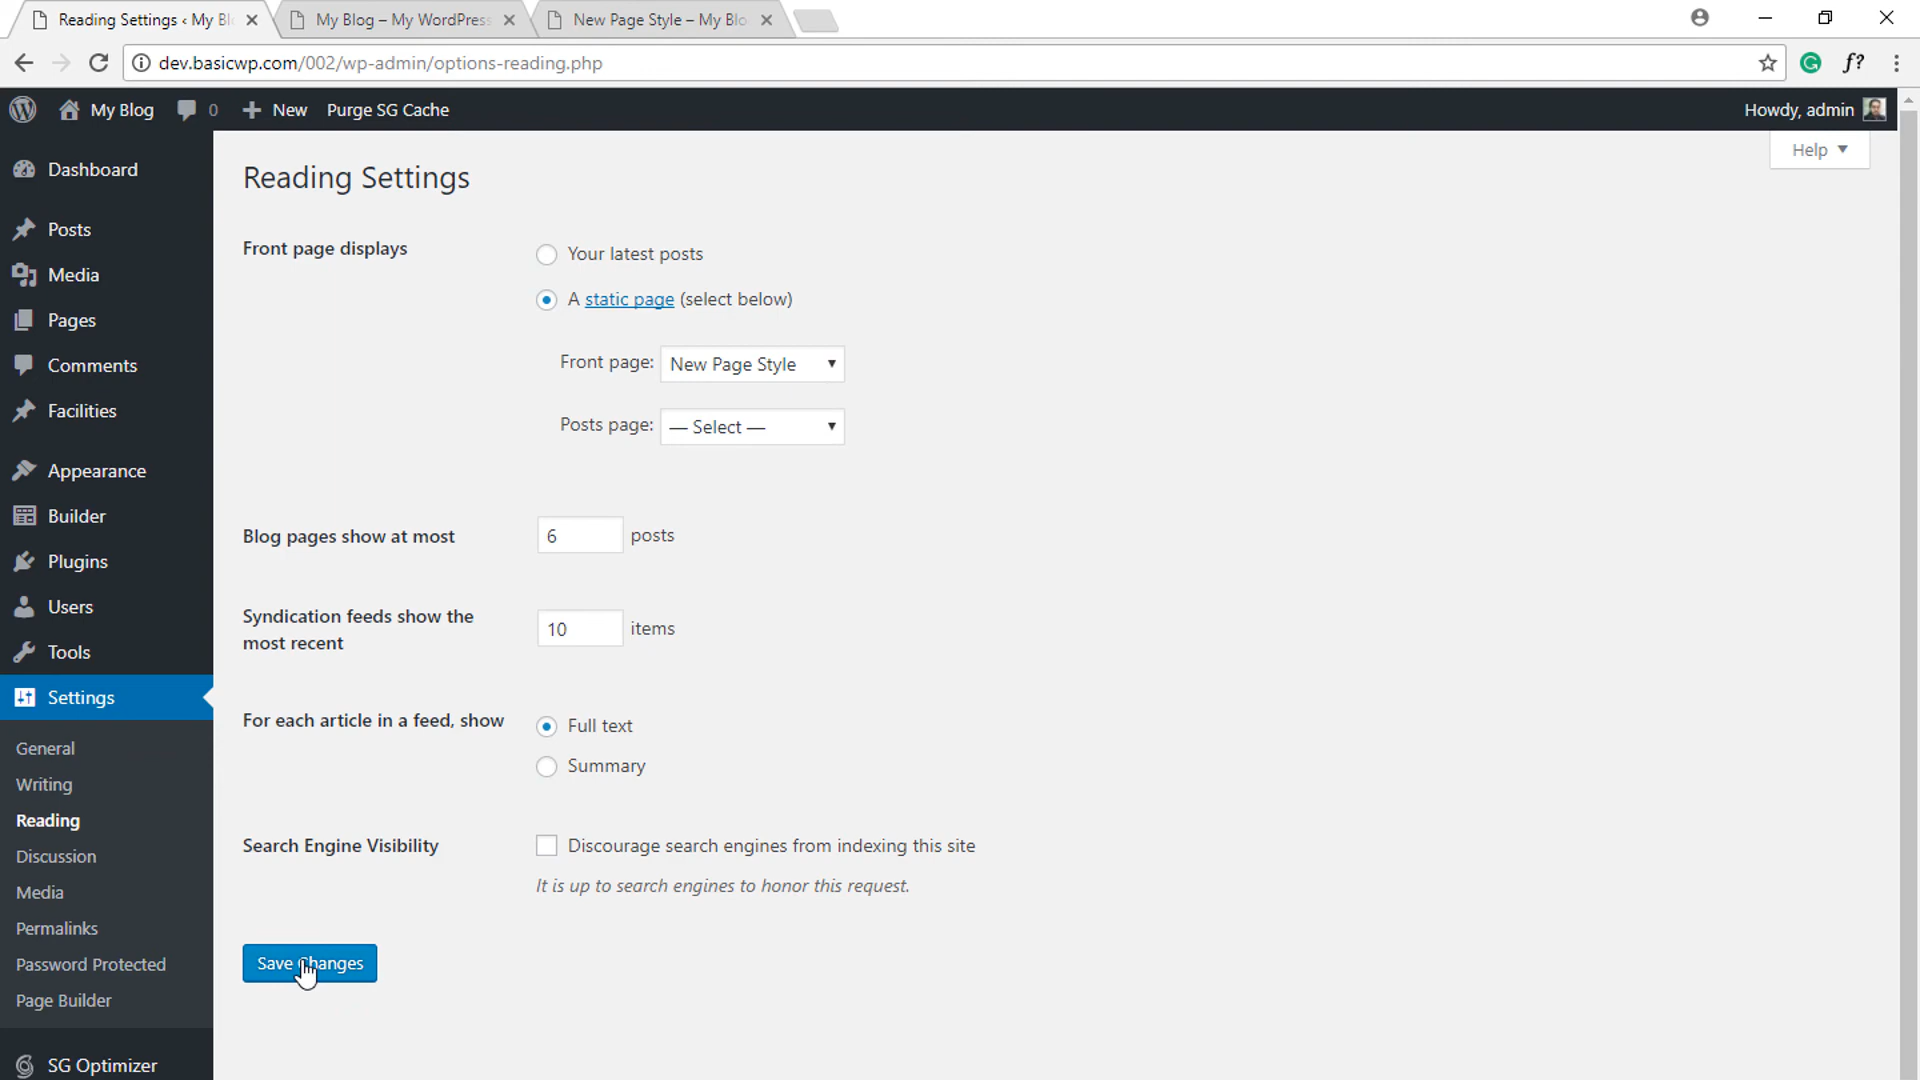 Reading Settings ‹ My Bl
My Blog – My WordPress
New Page Style – My Blo
dev.basicwp.com/002/wp-admin/options-reading.php
f?
My Blog
0
New
Purge SG Cache
Howdy, admin
Help
Dashboard
Posts
Media
Pages
Comments
Facilities
Appearance
Builder
Plugins
Users
Tools
Settings
General
Writing
Reading
Discussion
Media
Permalinks
Password Protected
Page Builder
SG Optimizer
Reading Settings
Front page displays
Your latest posts
A static page (select below)
Front page: New Page Style
Posts page: — Select —
Blog pages show at most
6 posts
Syndication feeds show the
most recent
10 items
For each article in a feed, show
Full text
Summary
Search Engine Visibility
Discourage search engines from indexing this site
It is up to search engines to honor this request.
Save Changes